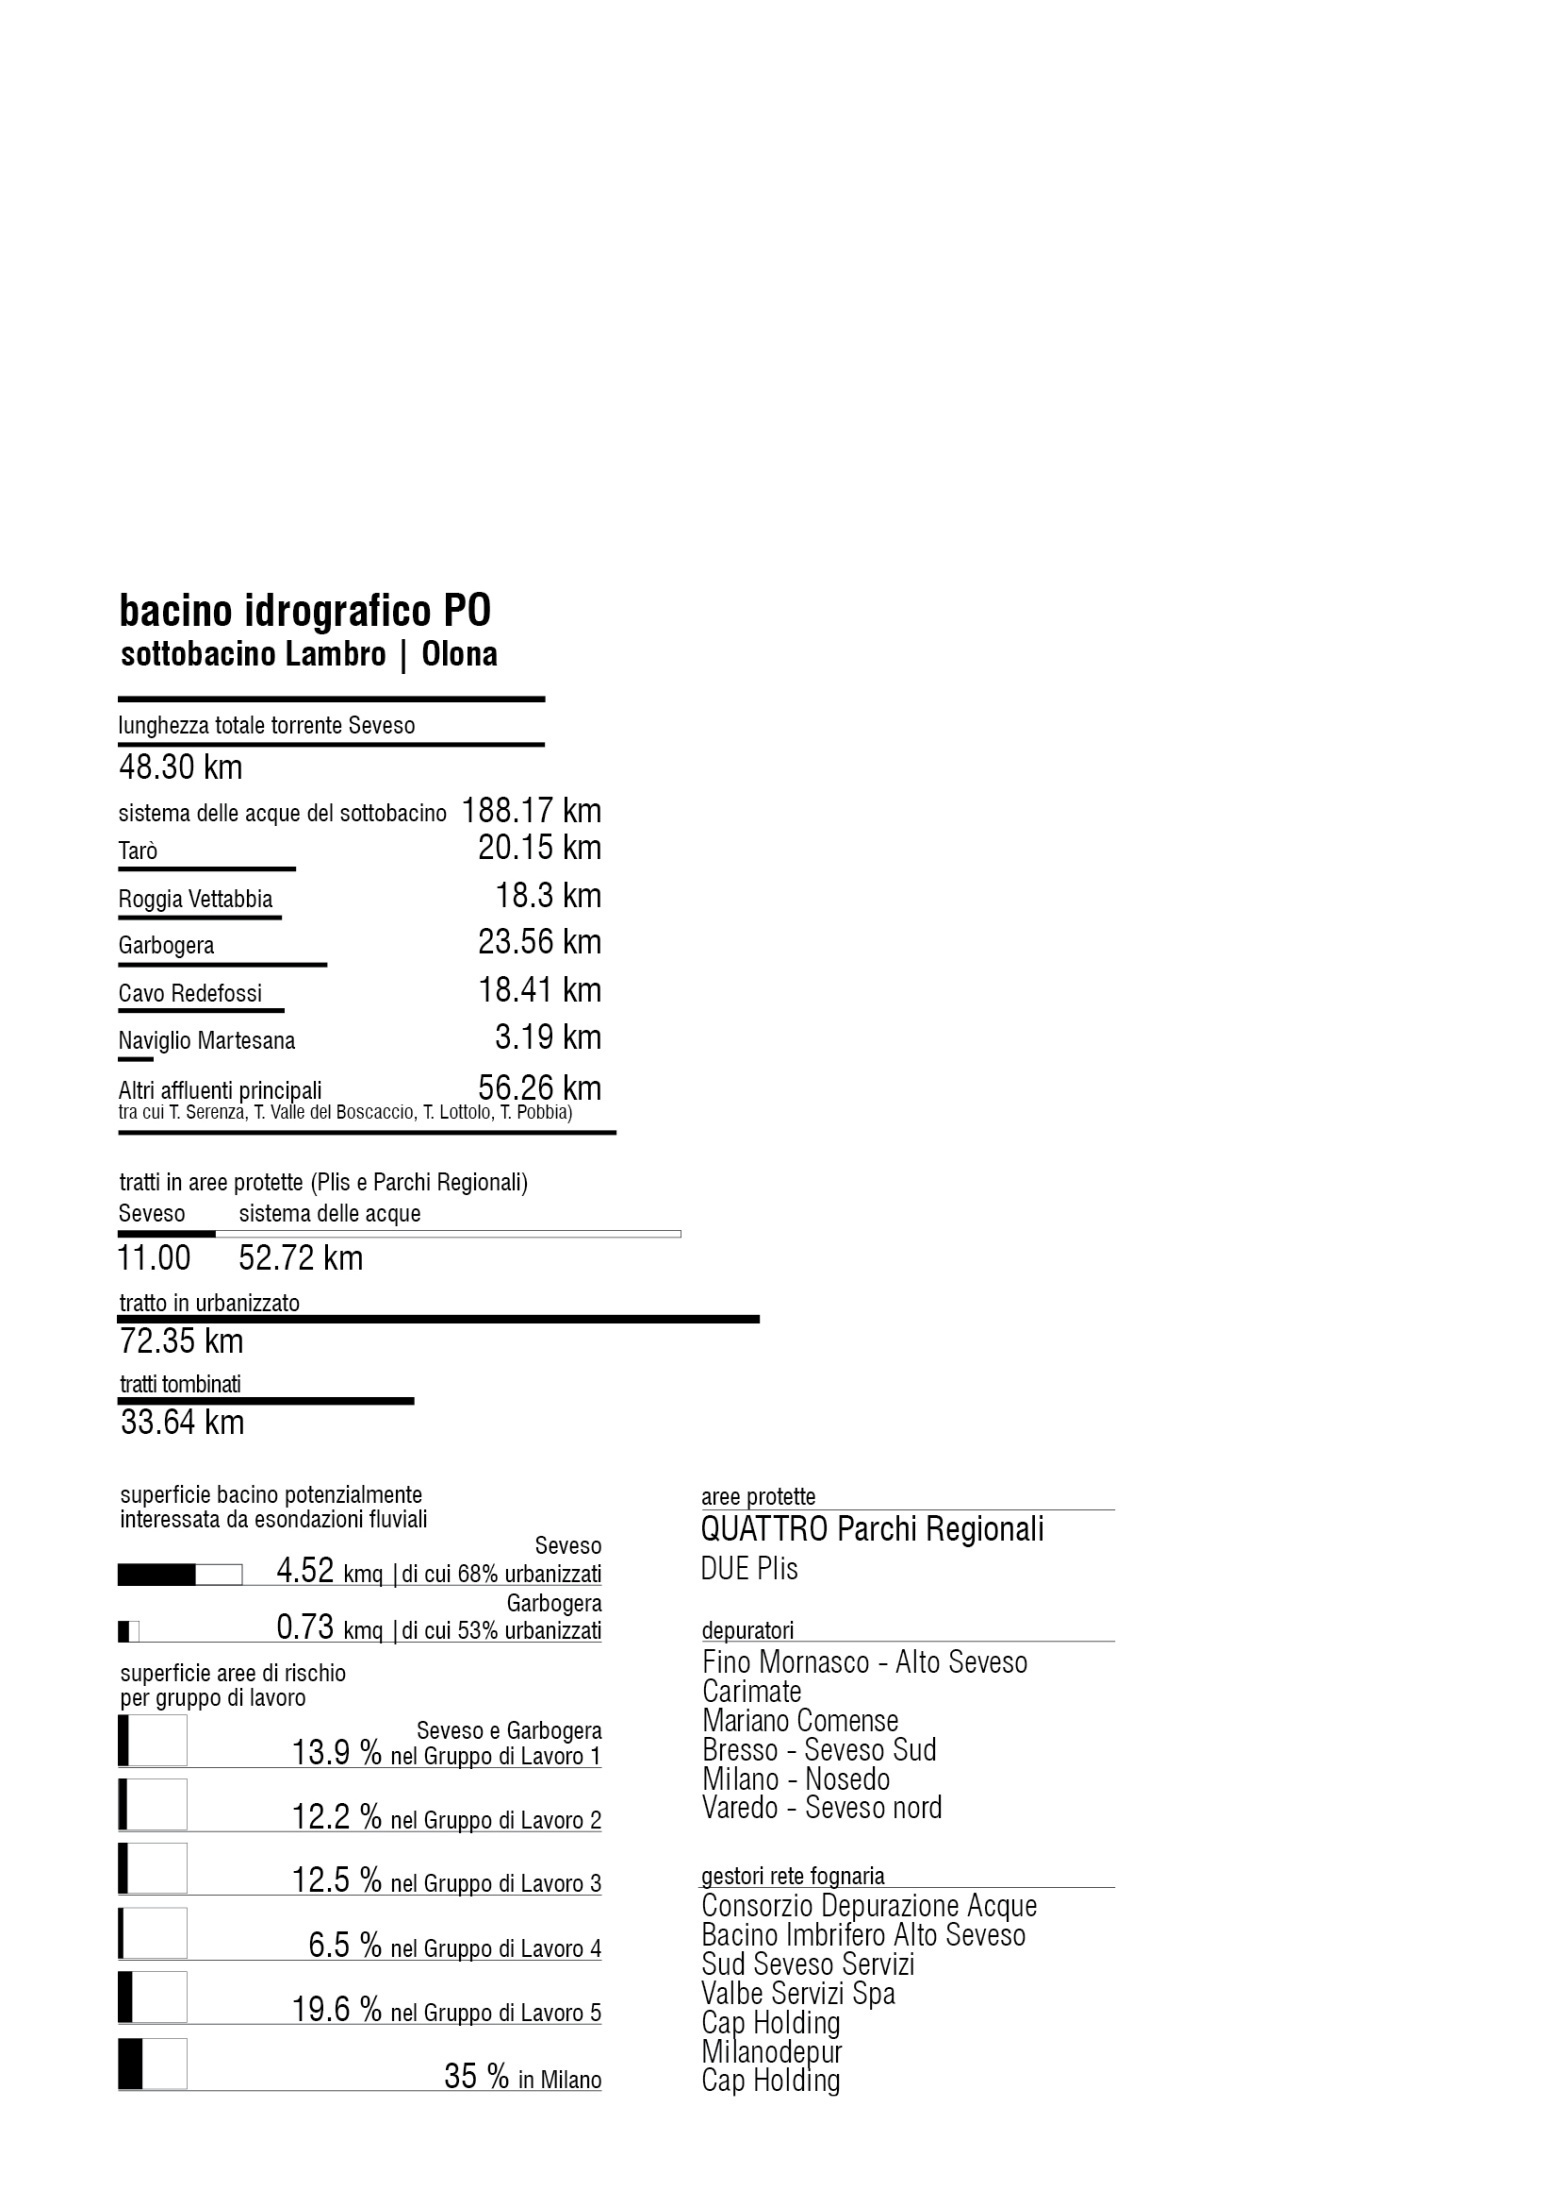 bacino idrografico PO
sottobacino Lambro | Olona
lunghezza totale torrente Seveso
48.30 km
sistema delle acque del sottobacino 188.17 km
Tarò 20.15 km
Roggia Vettabbia 18.3 km
Garbogera 23.56 km
Cavo Redefossi 18.41 km
Naviglio Martesana 3.19 km
Altri affluenti principali 56.26 km
tra cui T. Serenza, T. Valle del Boscaccio, T. Lottolo, T. Pobbia)
tratti in aree protette (Plis e Parchi Regionali)
Seveso sistema delle acque
11.00 52.72 km
tratto in urbanizzato
72.35 km
tratti tombinati
33.64 km
superficie bacino potenzialmente
interessata da esondazioni fluviali
Seveso
4.52 kmq |di cui 68% urbanizzati
Garbogera
0.73 kmq |di cui 53% urbanizzati
superficie aree di rischio
per gruppo di lavoro
Seveso e Garbogera
13.9 % nel Gruppo di Lavoro 1
12.2 % nel Gruppo di Lavoro 2
12.5 % nel Gruppo di Lavoro 3
6.5 % nel Gruppo di Lavoro 4
19.6 % nel Gruppo di Lavoro 5
35 % in Milano
aree protette
QUATTRO Parchi Regionali
DUE Plis
depuratori
Fino Mornasco - Alto Seveso
Carimate
Mariano Comense
Bresso - Seveso Sud
Milano - Nosedo
Varedo - Seveso nord
gestori rete fognaria
Consorzio Depurazione Acque
Bacino Imbrifero Alto Seveso
Sud Seveso Servizi
Valbe Servizi Spa
Cap Holding
Milanodepur
Cap Holding